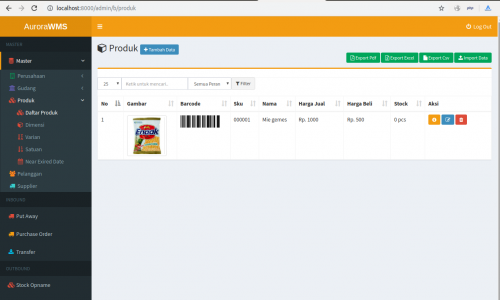 localhost:8000/admin/b/produk
AuroraWMS
Log Out
MASTER
Master
Perusahaan
Gudang
Produk
Daftar Produk
Dimensi
Varian
Satuan
Near Exired Date
Pelanggan
Supplier
INBOUND
Put Away
Purchase Order
Transfer
OUTBOUND
Stock Opname
Produk
+ Tambah Data
Export Pdf
Export Excel
Export Csv
Import Data
25
Ketik untuk mencari..
Filter
No Gambar Barcode Sku Nama Harga Jual Harga Beli Stock Aksi
1 000001 Mie gemes Rp. 1000 Rp. 500 0 pcs